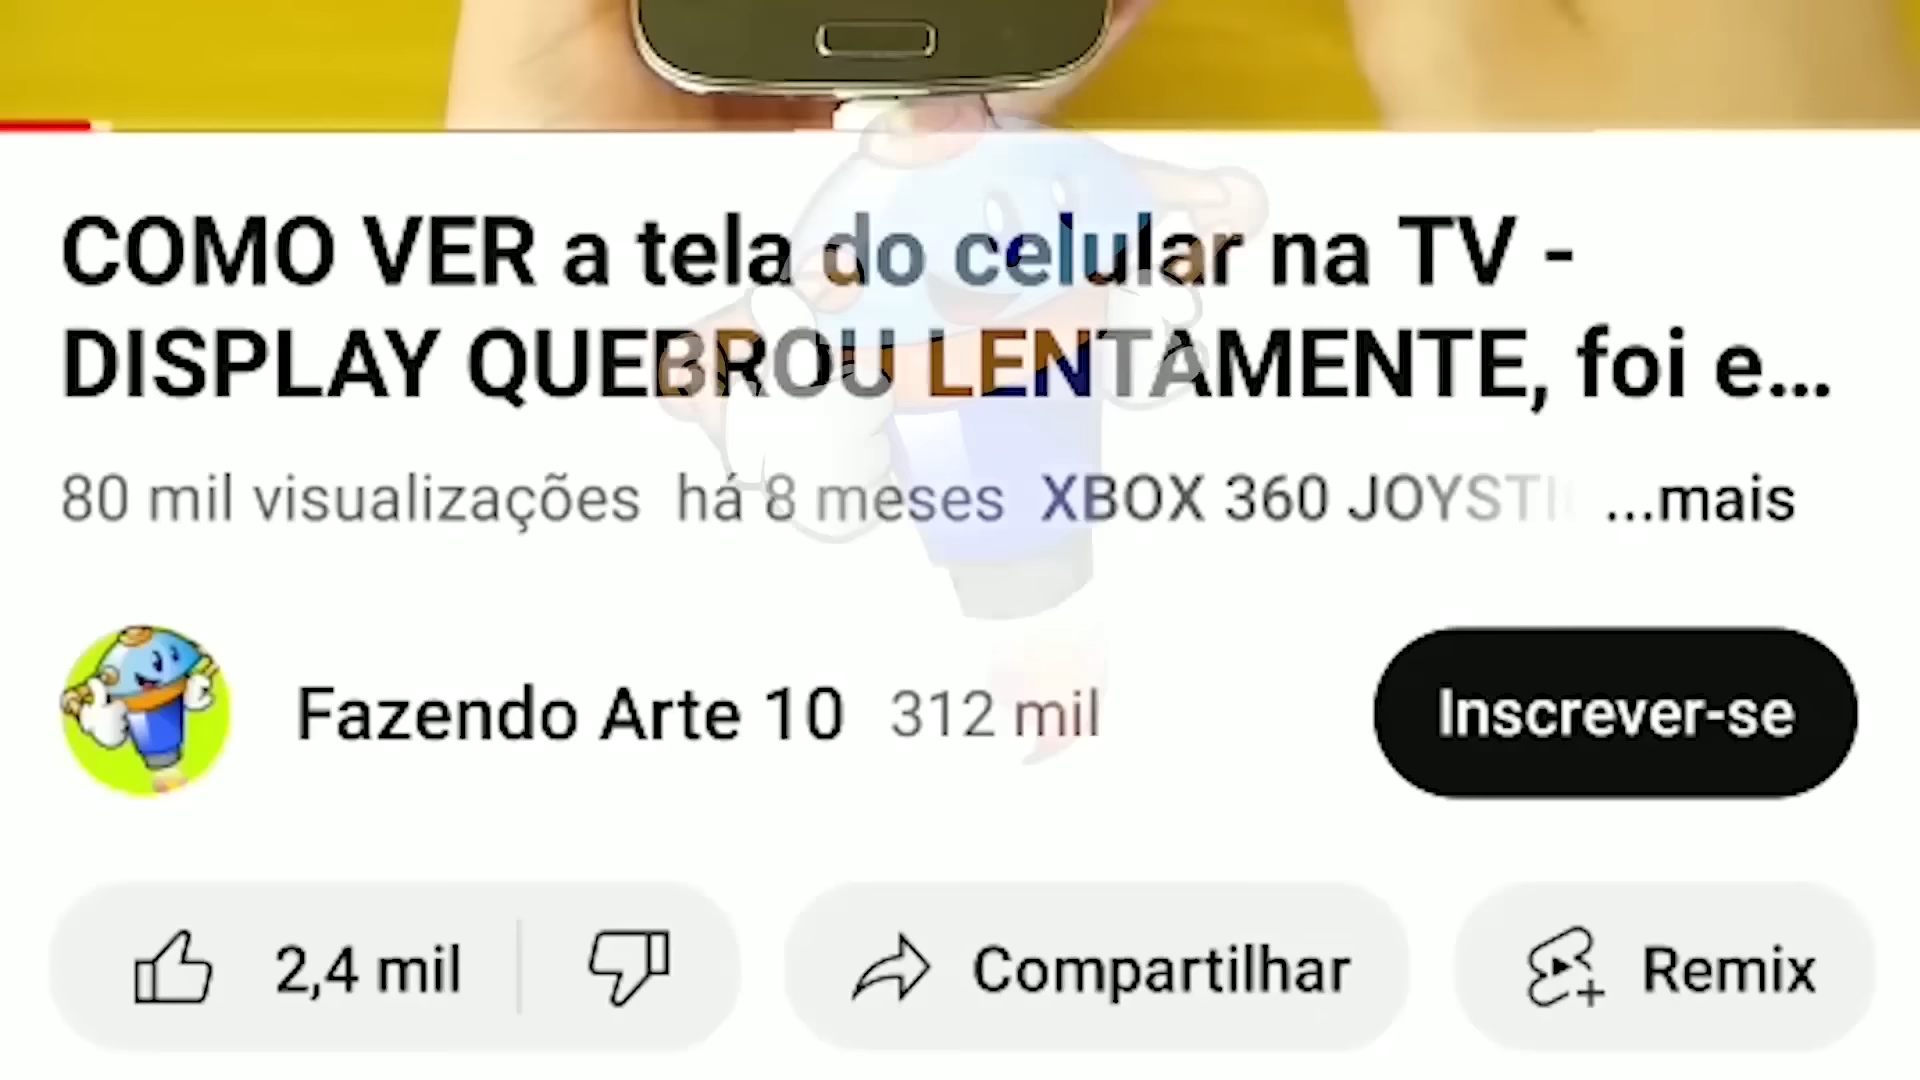 COMO VER a tela do celular na TV -
DISPLAY QUEBROU LENTAMENTE, foi e...
80 mil visualizações há 8 meses XBOX 360 JOYSTI ...mais
Fazendo Arte 10 312 mil
Inscrever-se
2,4 mil
Compartilhar
Remix